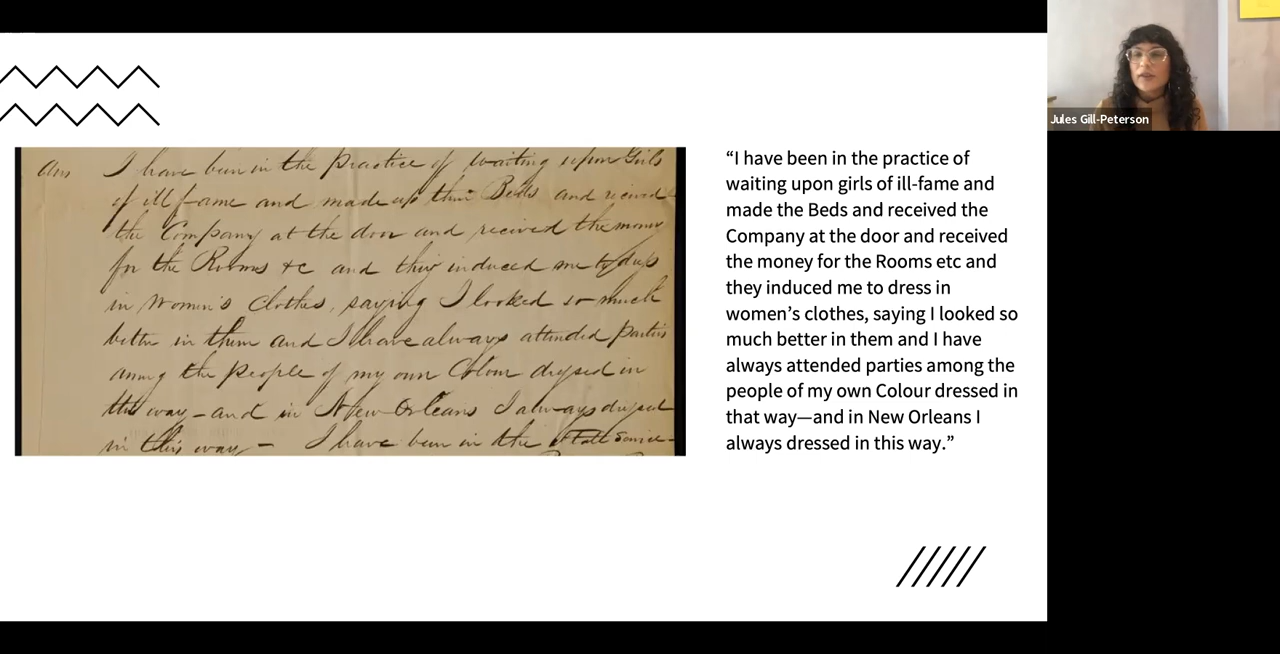 Jules Gill-Peterson
Ans I have been in the practice of waiting upon Girls
of ill fame and made up their Beds and recieved
the Company at the door and recieved the money
for the Rooms &c and they induced me to dress
in Women's Clothes, saying I looked so much
better in them and I have always attended parties
among the people of my own Colour dressed in
this way – and in New Orleans I always dressed
in this way – I have been in the Service –
“I have been in the practice of
waiting upon girls of ill-fame and
made the Beds and received the
Company at the door and received
the money for the Rooms etc and
they induced me to dress in
women’s clothes, saying I looked so
much better in them and I have
always attended parties among the
people of my own Colour dressed in
that way—and in New Orleans I
always dressed in this way.”